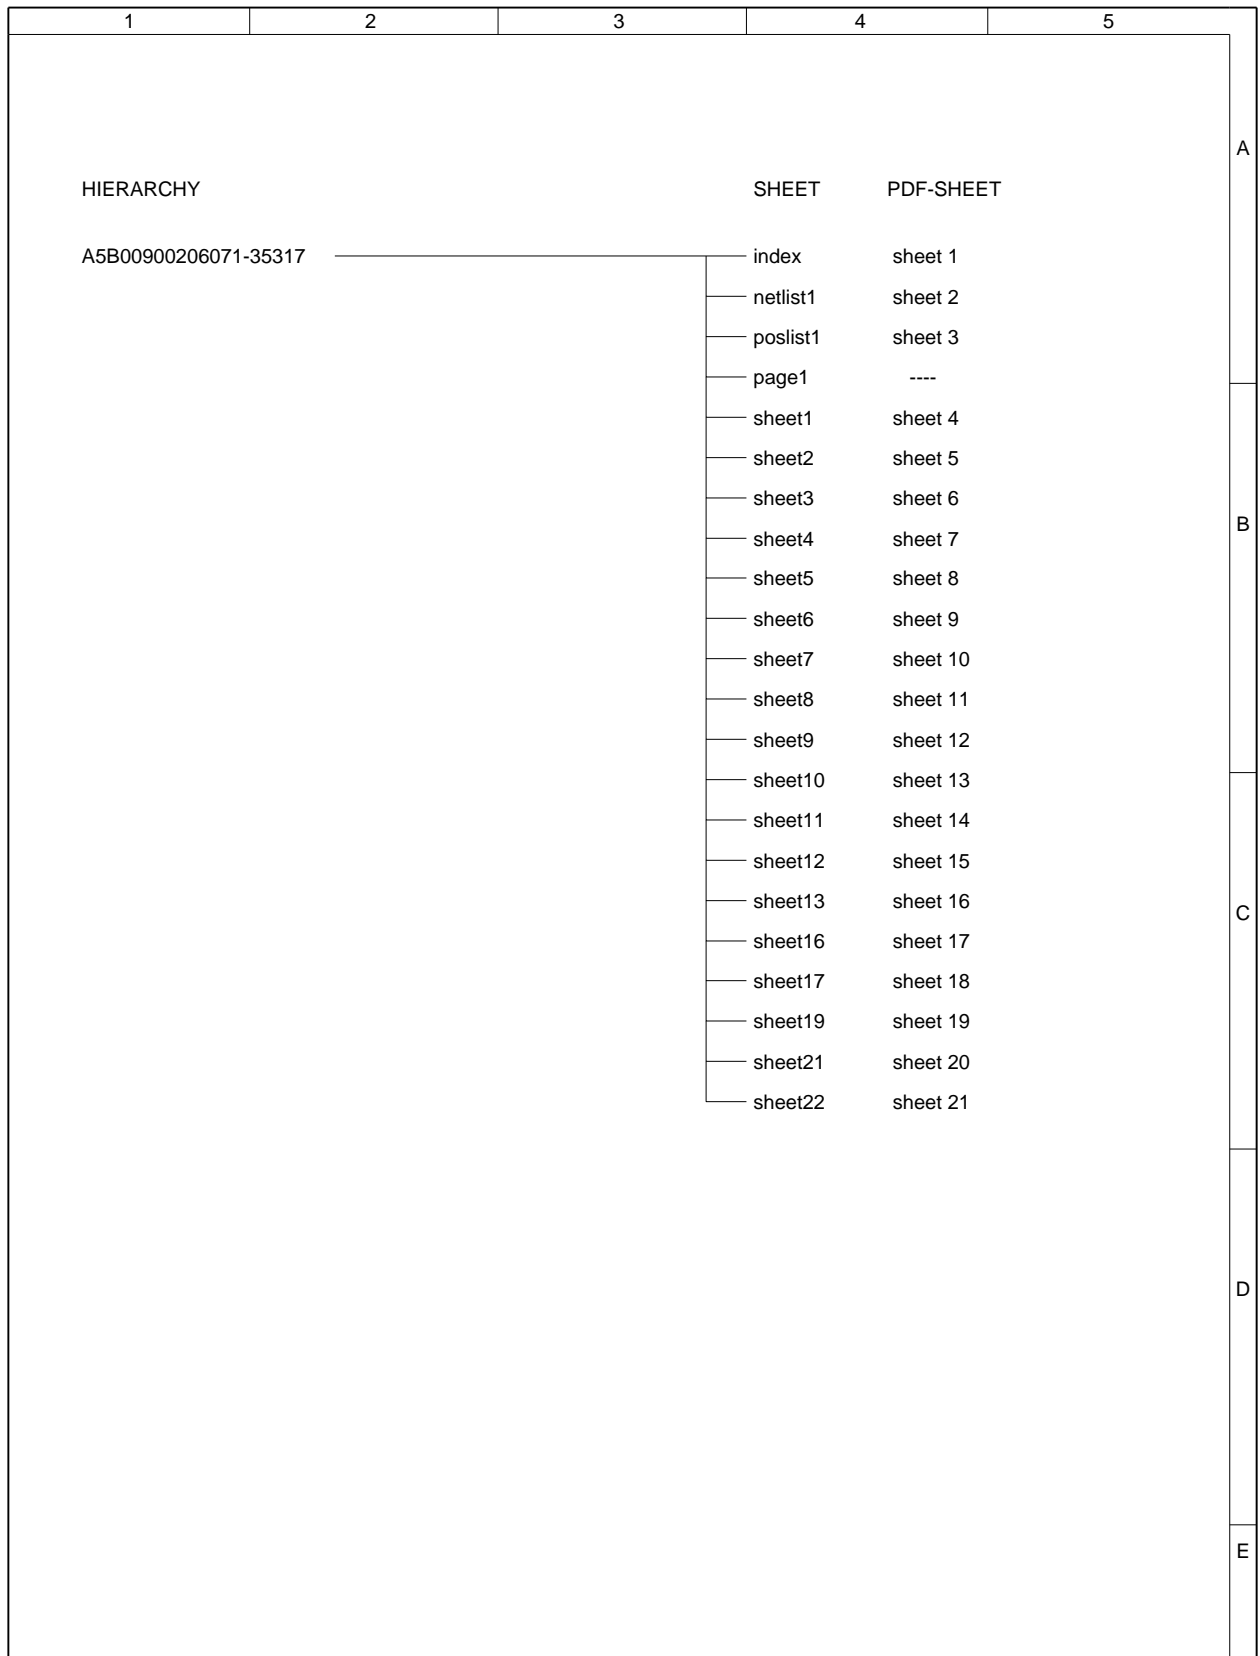 1 2 3 4 5
A
HIERARCHY SHEET PDF-SHEET
A5B00900206071-35317 index sheet 1
netlist1 sheet 2
poslist1 sheet 3
page1 ----
sheet1 sheet 4
sheet2 sheet 5
sheet3 sheet 6
B
sheet4 sheet 7
sheet5 sheet 8
sheet6 sheet 9
sheet7 sheet 10
sheet8 sheet 11
sheet9 sheet 12
sheet10 sheet 13
sheet11 sheet 14
sheet12 sheet 15
sheet13 sheet 16
C
sheet16 sheet 17
sheet17 sheet 18
sheet19 sheet 19
sheet21 sheet 20
sheet22 sheet 21
D
E